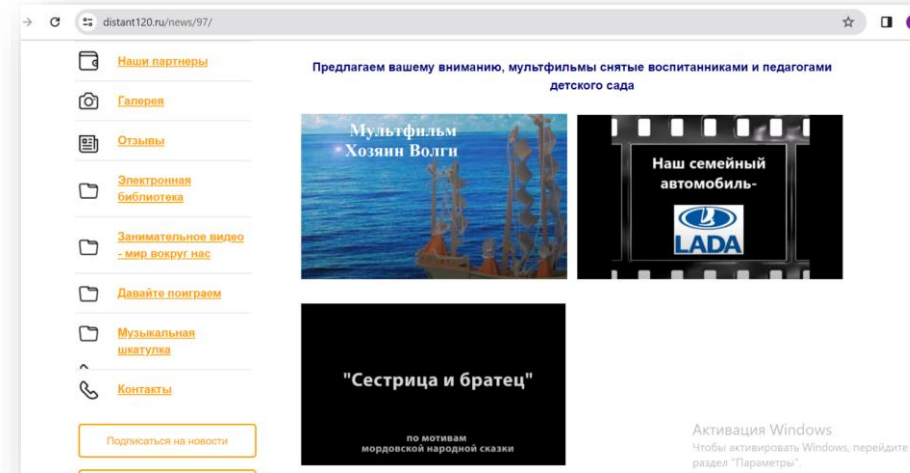 distant120.ru/news/97/
Наши партнеры
Галерея
Отзывы
Электронная
библиотека
Занимательное видео
- мир вокруг нас
Давайте поиграем
Музыкальная
шкатулка
Контакты
Подписаться на новости
Предлагаем вашему вниманию, мультфильмы снятые воспитанниками и педагогами
детского сада
Мультфильм
Хозяин Волги
Наш семейный
автомобиль-
LADA
"Сестрица и братец"
по мотивам
мордовской народной сказки
Активация Windows
Чтобы активировать Windows, перейдите
раздел "Параметры".